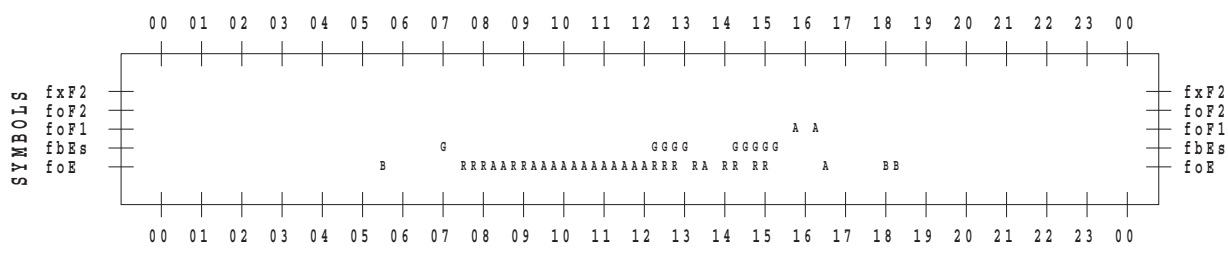 00 01 02 03 04 05 06 07 08 09 10 11 12 13 14 15 16 17 18 19 20 21 22 23 00
SYMBOLS
fxF2 fxF2
foF2 foF2
foF1 A A foF1
fbEs G GGGG GGGGG fbEs
foE B RRRAARRAAAAAAAAAAAARRR RA RR RR A BB foE
00 01 02 03 04 05 06 07 08 09 10 11 12 13 14 15 16 17 18 19 20 21 22 23 00